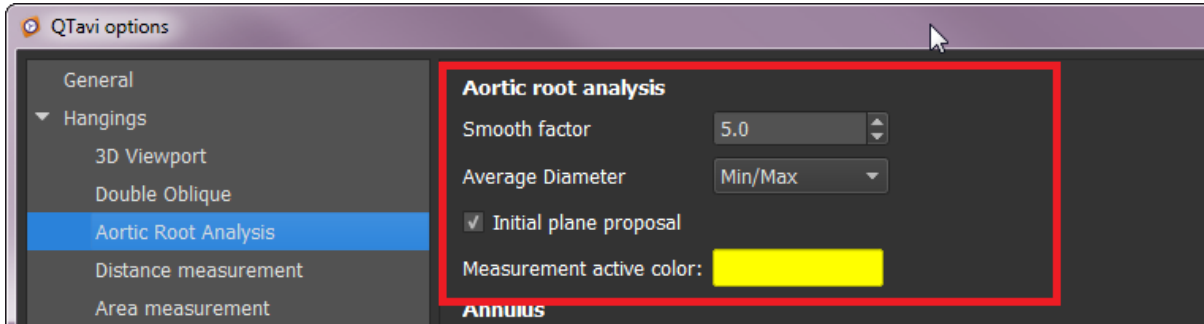 QTavi options
General
Hangings
3D Viewport
Double Oblique
Aortic Root Analysis
Distance measurement
Area measurement
Aortic root analysis
Smooth factor 5.0
Average Diameter Min/Max
Initial plane proposal
Measurement active color:
Annulus